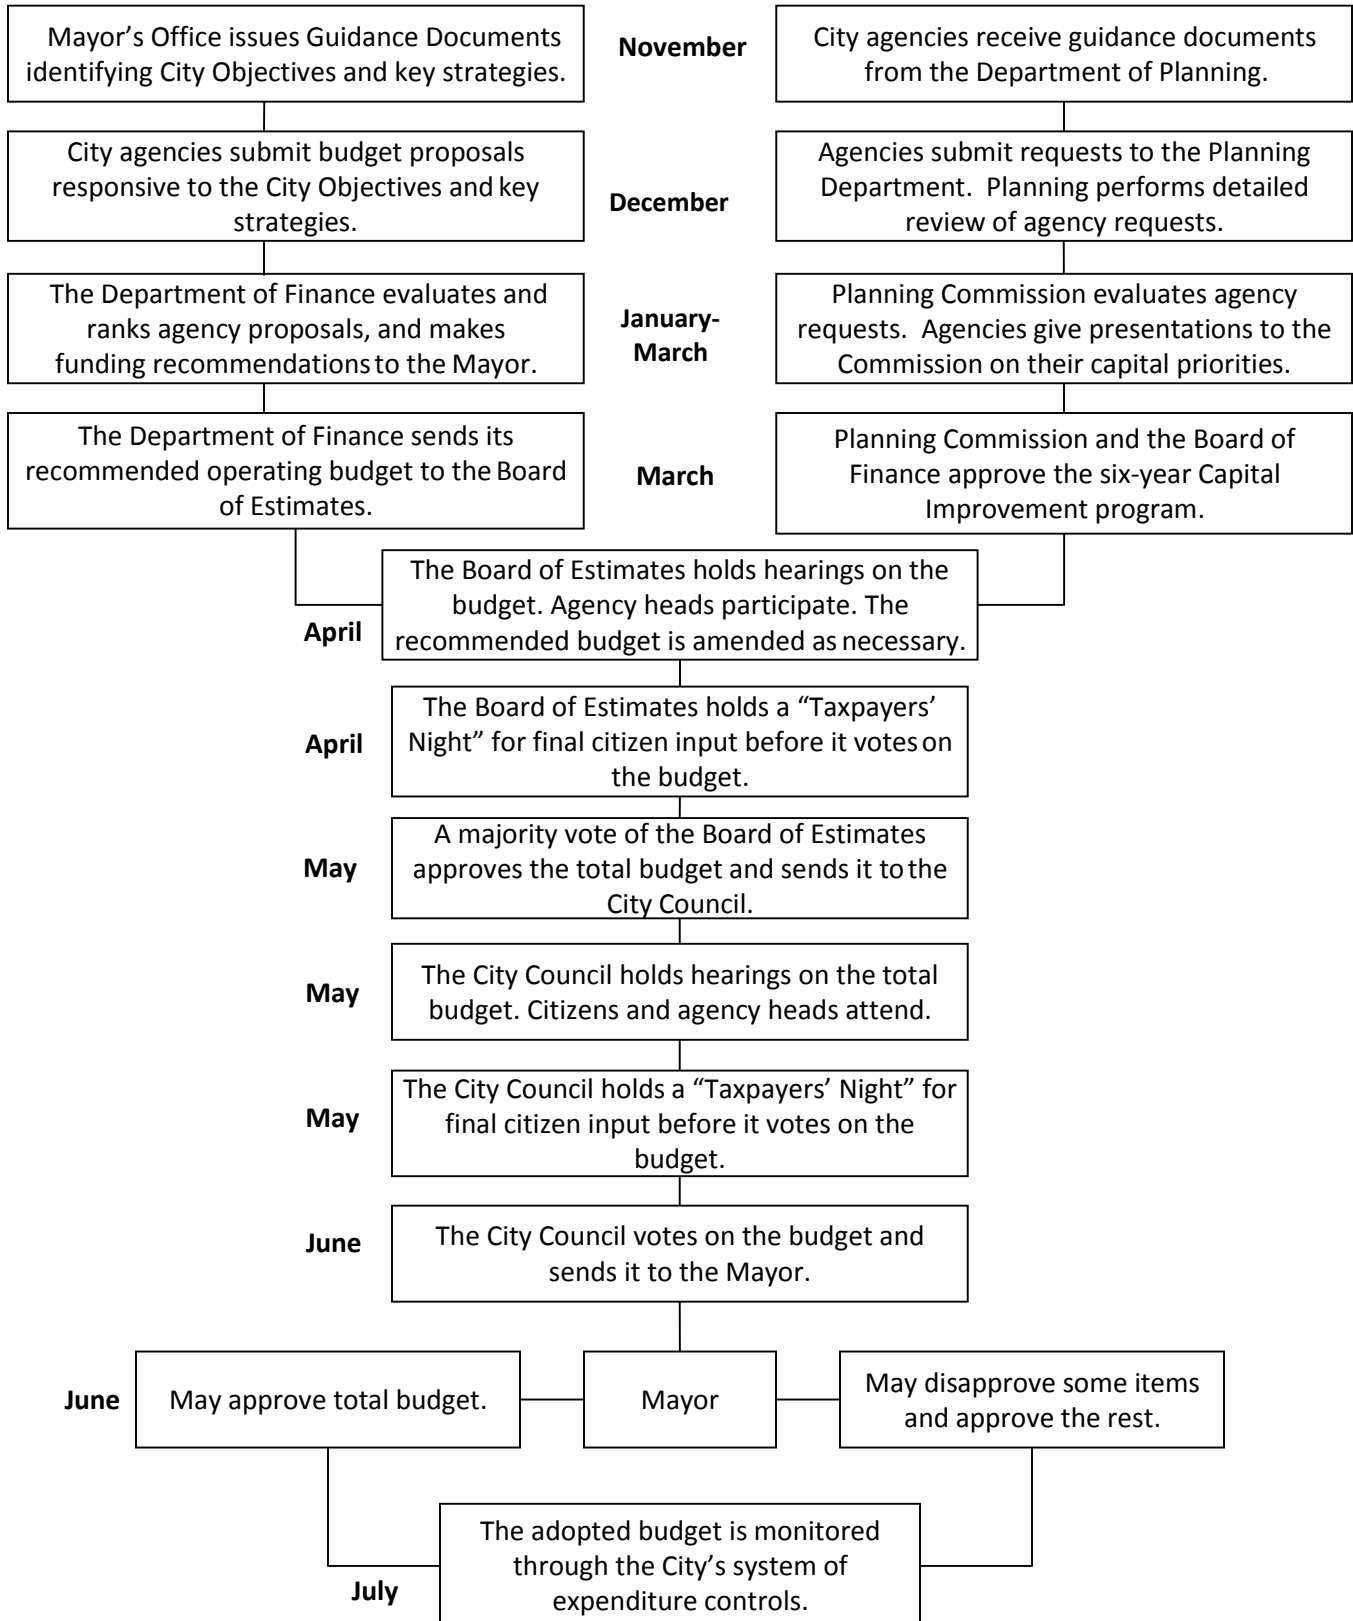 Mayor’s Office issues Guidance Documents
identifying City Objectives and key strategies.
November
City agencies receive guidance documents
from the Department of Planning.
City agencies submit budget proposals
responsive to the City Objectives and key
strategies.
December
Agencies submit requests to the Planning
Department. Planning performs detailed
review of agency requests.
The Department of Finance evaluates and
ranks agency proposals, and makes
funding recommendations to the Mayor.
January-
March
Planning Commission evaluates agency
requests. Agencies give presentations to the
Commission on their capital priorities.
The Department of Finance sends its
recommended operating budget to the Board
of Estimates.
March
Planning Commission and the Board of
Finance approve the six-year Capital
Improvement program.
April
The Board of Estimates holds hearings on the
budget. Agency heads participate. The
recommended budget is amended as necessary.
April
The Board of Estimates holds a “Taxpayers’
Night” for final citizen input before it votes on
the budget.
May
A majority vote of the Board of Estimates
approves the total budget and sends it to the
City Council.
May
The City Council holds hearings on the total
budget. Citizens and agency heads attend.
May
The City Council holds a “Taxpayers’ Night” for
final citizen input before it votes on the
budget.
June
The City Council votes on the budget and
sends it to the Mayor.
June
May approve total budget.
Mayor
May disapprove some items
and approve the rest.
July
The adopted budget is monitored
through the City’s system of
expenditure controls.